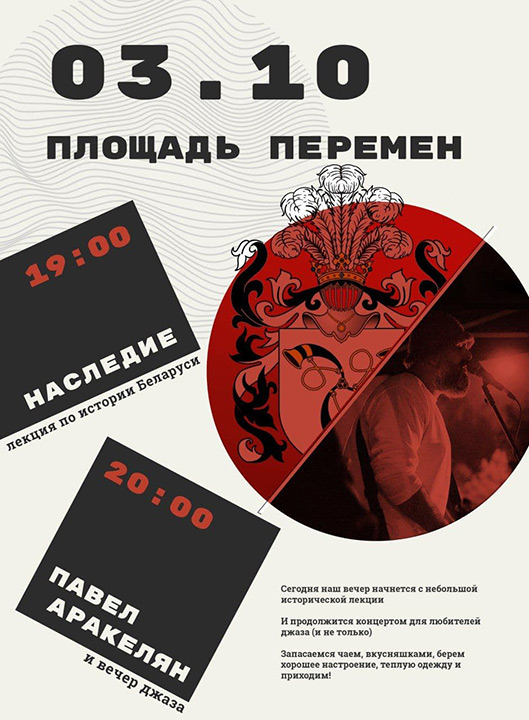 03.10
ПЛОЩАДЬ ПЕРЕМЕН
19:00
НАСЛЕДИЕ
лекция по истории Беларуси
20:00
ПАВЕЛ
АРАКЕЛЯН
и вечер джаза
Сегодня наш вечер начнется с небольшой
исторической лекции
И продолжится концертом для любителей
джаза (и не только)
Запасаемся чаем, вкусняшками, берем
хорошее настроение, теплую одежду и
приходим!